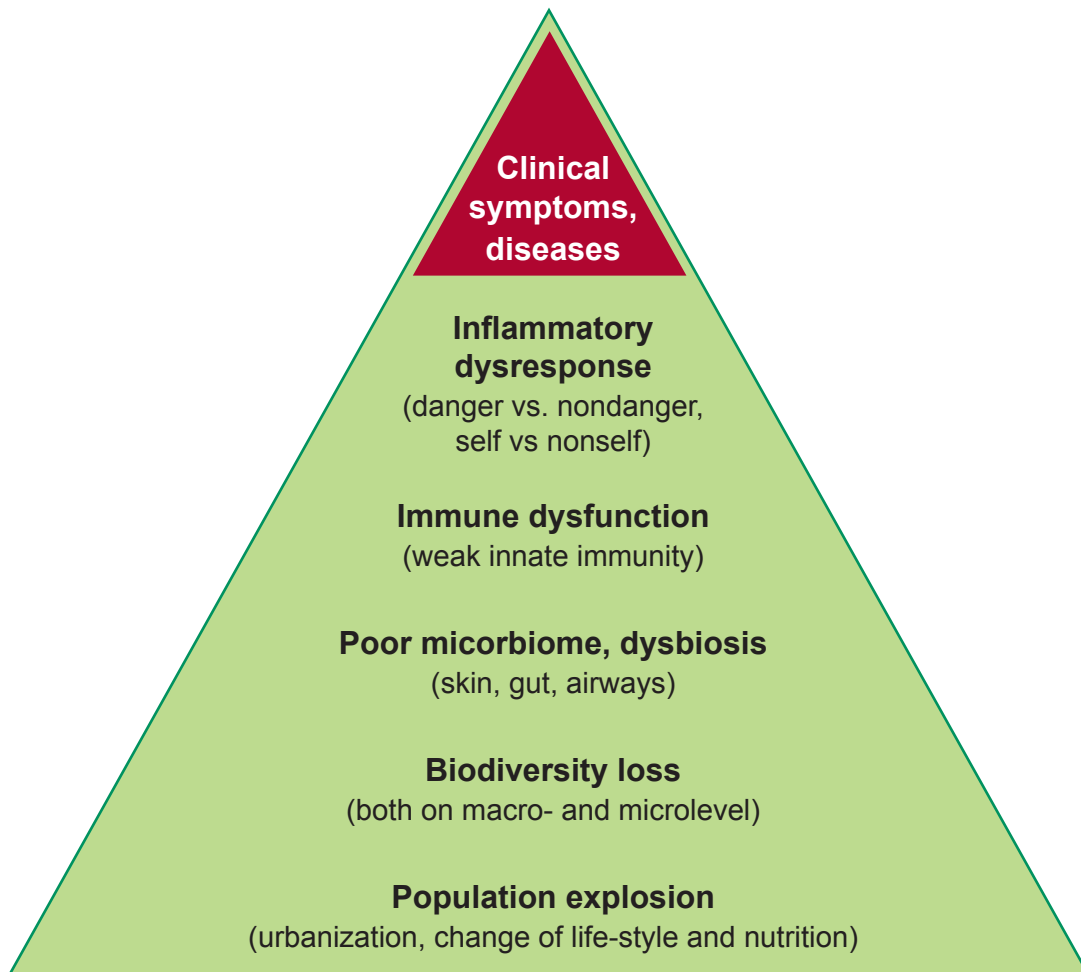 Clinical
symptoms,
diseases
Inflammatory
dysresponse
(danger vs. nondanger,
self vs nonself)
Immune dysfunction
(weak innate immunity)
Poor micorbiome, dysbiosis
(skin, gut, airways)
Biodiversity loss
(both on macro- and microlevel)
Population explosion
(urbanization, change of life-style and nutrition)